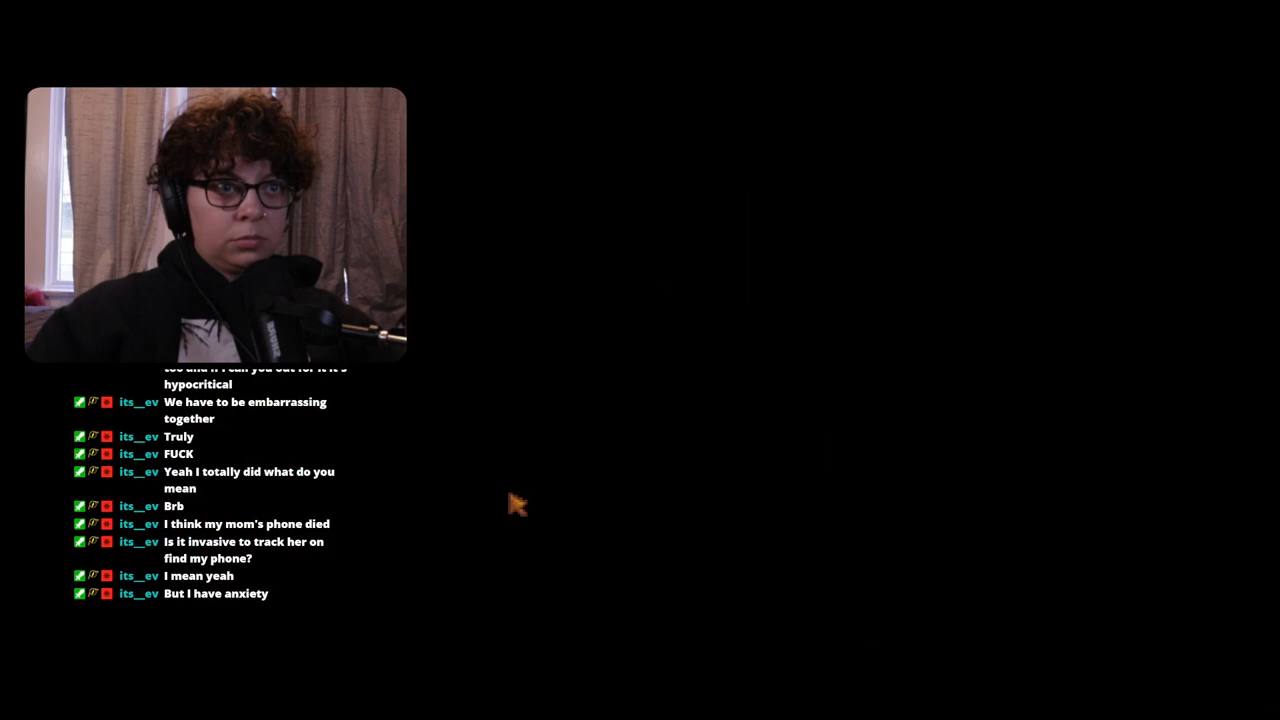 hypocritical
its__ev We have to be embarrassing
together
its__ev Truly
its__ev FUCK
its__ev Yeah I totally did what do you
mean
its__ev Brb
its__ev I think my mom's phone died
its__ev Is it invasive to track her on
find my phone?
its__ev I mean yeah
its__ev But I have anxiety